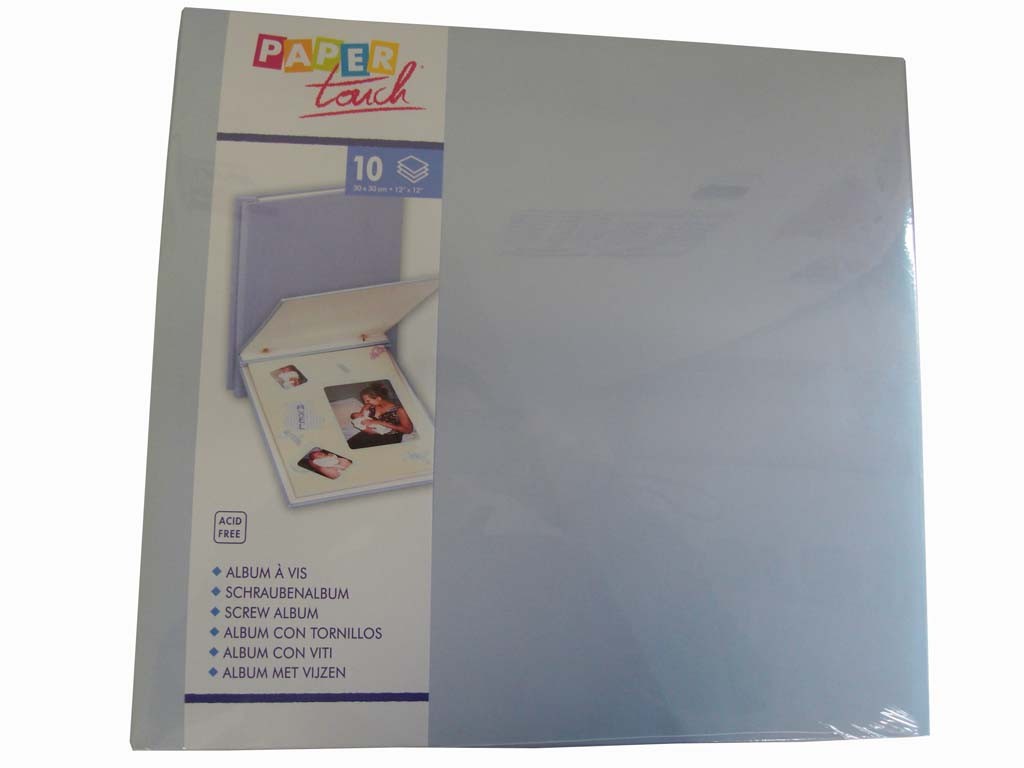 PAPER
touch
10
30 x 30 cm • 12" x 12"
ACID
FREE
ALBUM À VIS
SCHRAUBENALBUM
SCREW ALBUM
ALBUM CON TORNILLOS
ALBUM CON VITI
ALBUM MET VIJZEN